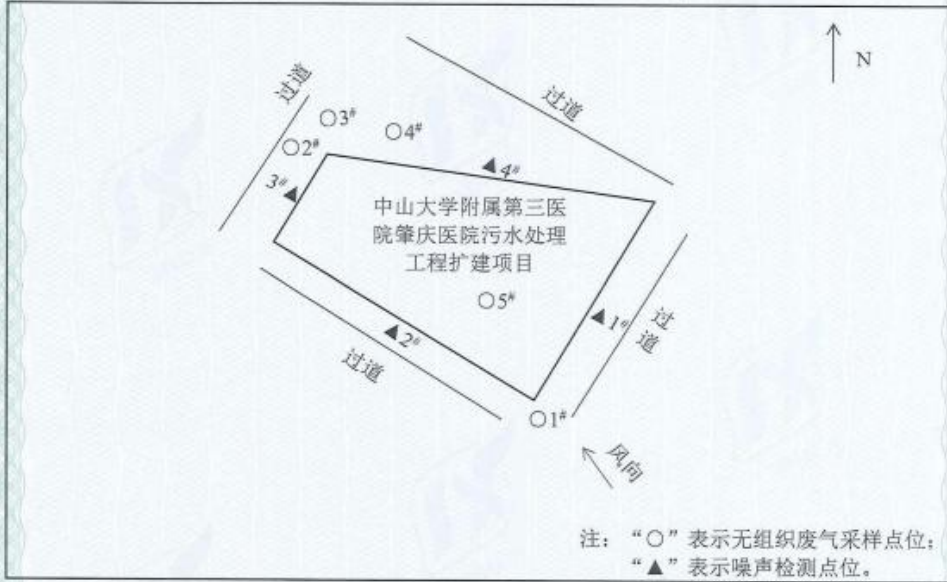 N
过道
过道
○3#
○4#
○2#
▲4#
3#▲
中山大学附属第三医
院肇庆医院污水处理
工程扩建项目
○5#
▲1#
过道
▲2#
过道
○1#
风向
注：“○”表示无组织废气采样点位；
“▲”表示噪声检测点位。